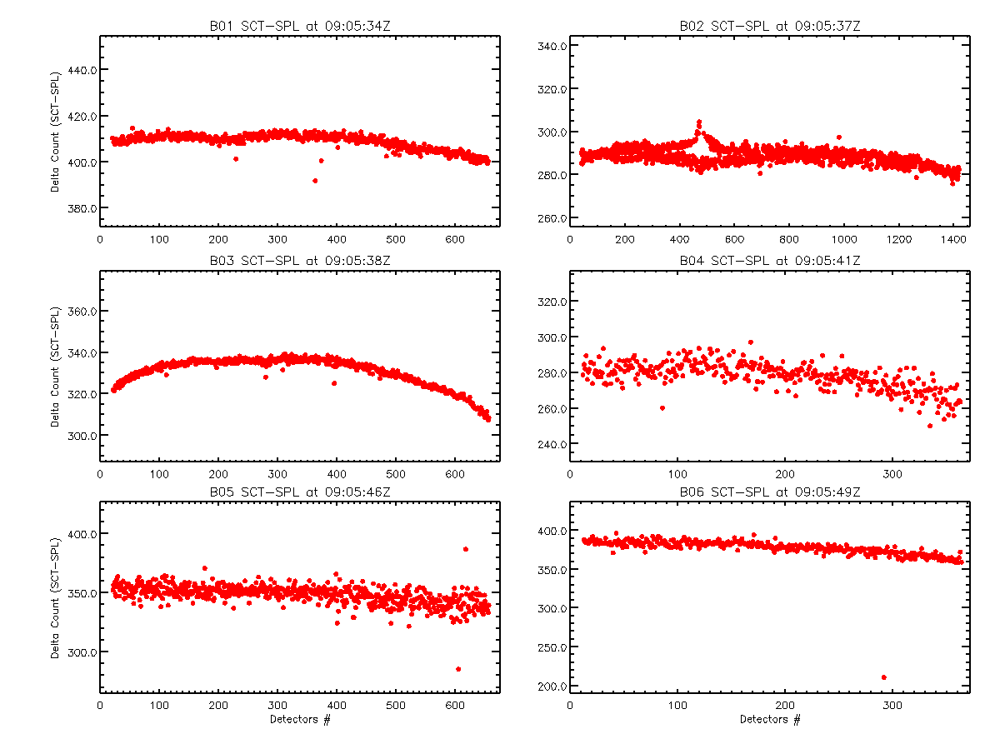 B01 SCT-SPL at 09:05:34Z
B02 SCT-SPL at 09:05:37Z
Delta Count (SCT-SPL)
440.0
420.0
400.0
380.0
0 100 200 300 400 500 600
340.0
320.0
300.0
280.0
260.0
0 200 400 600 800 1000 1200 1400
B03 SCT-SPL at 09:05:38Z
B04 SCT-SPL at 09:05:41Z
Delta Count (SCT-SPL)
360.0
340.0
320.0
300.0
0 100 200 300 400 500 600
320.0
300.0
280.0
260.0
240.0
0 100 200 300
B05 SCT-SPL at 09:05:46Z
B06 SCT-SPL at 09:05:49Z
Delta Count (SCT-SPL)
400.0
350.0
300.0
0 100 200 300 400 500 600
Detectors #
400.0
350.0
300.0
250.0
200.0
0 100 200 300
Detectors #